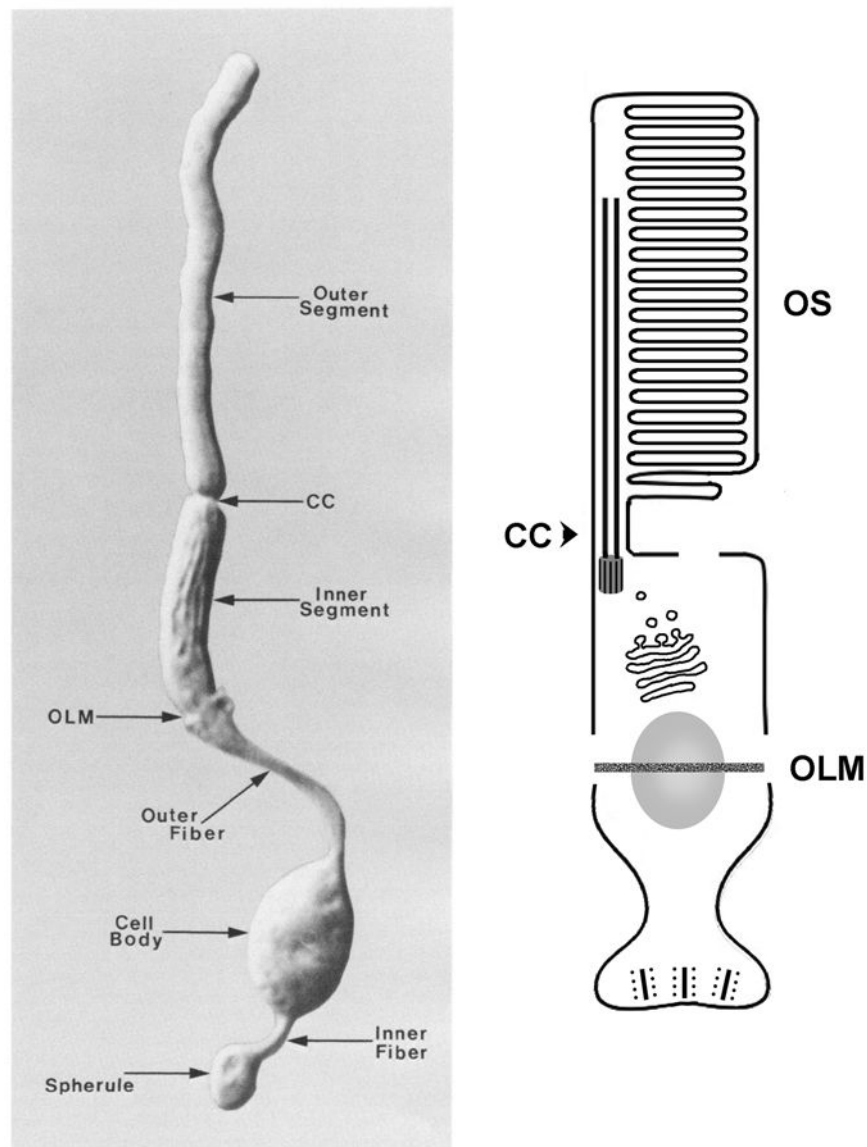 Outer
Segment
CC
Inner
Segment
OLM
Outer
Fiber
Cell
Body
Inner
Fiber
Spherule
OS
CC
OLM